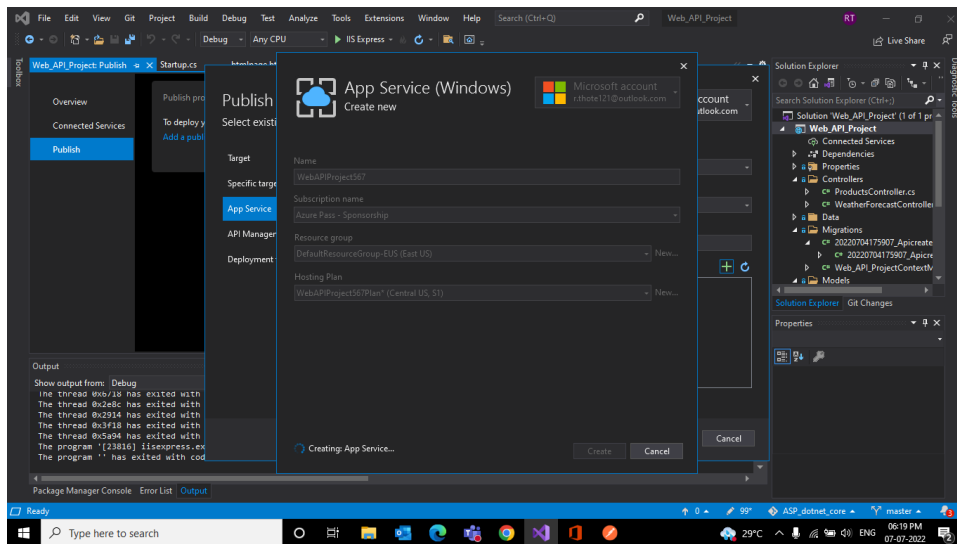 File Edit View Git Project Build Debug Test Analyze Tools Extensions Window Help Search (Ctrl+Q) Web_API_Project RT
Debug Any CPU IIS Express Live Share
Toolbox
Web_API_Project: Publish Startup.cs
Overview
Connected Services
Publish
Publish pro
To deploy y
Add a publ
Publish
Select existi
Target
Specific targe
App Service
API Manager
Deployment
App Service (Windows)
Create new
Microsoft account
r.thote121@outlook.com
Name
WebAPIProject567
Subscription name
Azure Pass - Sponsorship
Resource group
DefaultResourceGroup-EUS (East US) New...
Hosting Plan
WebAPIProject567Plan* (Central US, S1) New...
Creating: App Service...
Create Cancel
ccount
utlook.com
Cancel
Solution Explorer
Search Solution Explorer (Ctrl+;)
Solution 'Web_API_Project' (1 of 1 pr
Web_API_Project
Connected Services
Dependencies
Properties
Controllers
C# ProductsController.cs
C# WeatherForecastController
Data
Migrations
C# 20220704175907_Apicreate
C# 20220704175907_Apicre
C# Web_API_ProjectContextM
Models
Solution Explorer Git Changes
Properties
Diagnostic Tools
Output
Show output from: Debug
The thread 0x6718 has exited with
The thread 0x2e8c has exited with
The thread 0x2914 has exited with
The thread 0x3f18 has exited with
The thread 0x5a94 has exited with
The program '[23816] iisexpress.ex
The program '' has exited with cod
Package Manager Console Error List Output
Ready 0 99+ ASP_dotnet_core master 3
Type here to search 29°C ENG 06:19 PM
07-07-2022 2